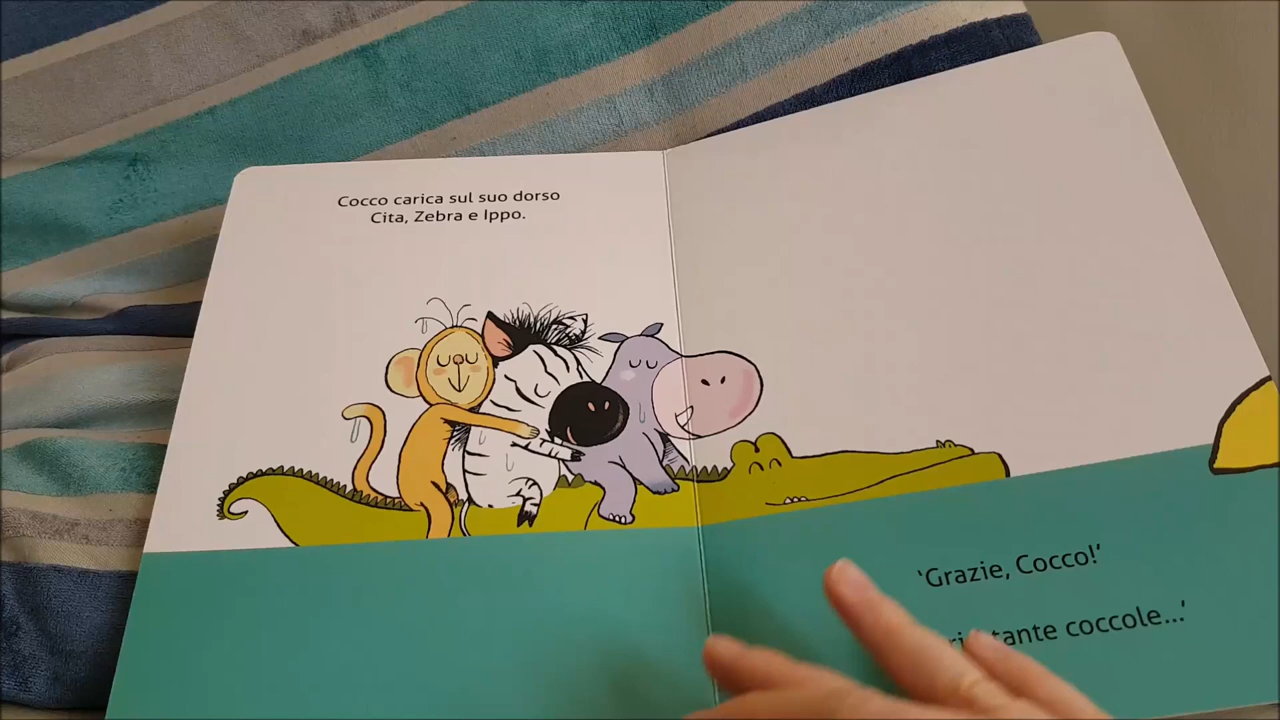 Cocco carica sul suo dorso
Cita, Zebra e Ippo.
‘Grazie, Cocco!’
tante coccole...’